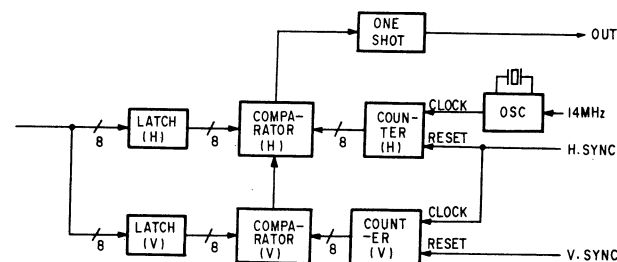 ONE
SHOT
OUT
CLOCK
OSC
14MHz
8
LATCH
(H)
8
COMPA-
RATOR
(H)
8
COUN-
TER
(H)
RESET
H.SYNC
8
LATCH
(V)
8
COMPA-
RATOR
(V)
8
COUNT
-ER
(V)
CLOCK
RESET
V.SYNC